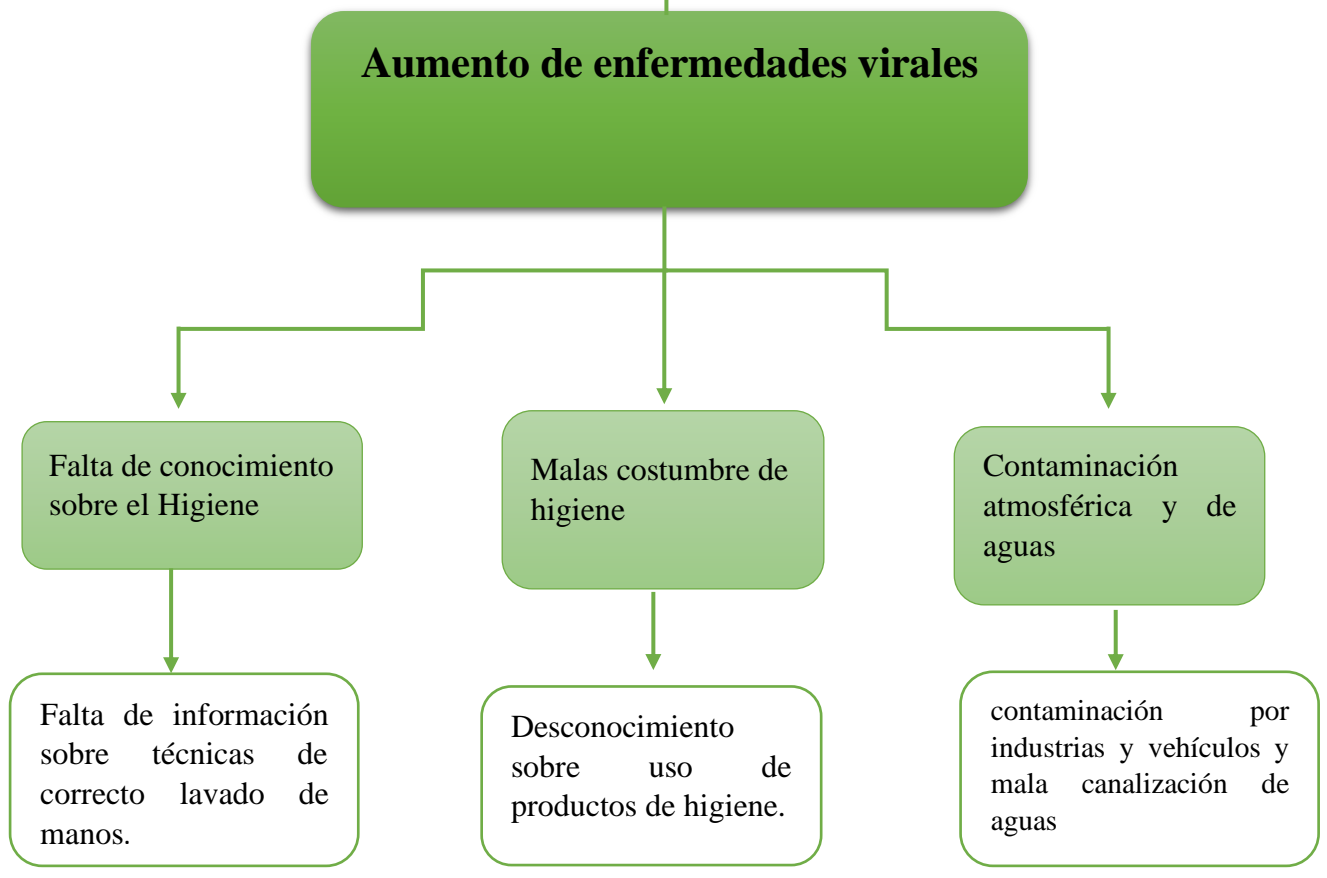 Aumento de enfermedades virales
Falta de conocimiento
sobre el Higiene
Malas costumbre de
higiene
Contaminación
atmosférica y de
aguas
Falta de información
sobre técnicas de
correcto lavado de
manos.
Desconocimiento
sobre uso de
productos de higiene.
contaminación por
industrias y vehículos y
mala canalización de
aguas